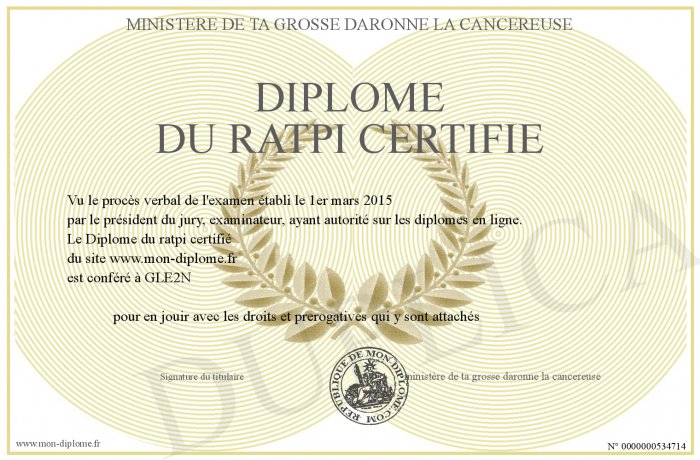 MINISTERE DE TA GROSSE DARONNE LA CANCEREUSE
DIPLOME
DU RATPI CERTIFIE
Vu le procès verbal de l'examen établi le 1er mars 2015
par le président du jury, examinateur, ayant autorité sur les diplomes en ligne.
Le Diplome du ratpi certifié
du site www.mon-diplome.fr
est conféré à GLE2N
pour en jouir avec les droits et prerogatives qui y sont attachés
Signature du titulaire
ministère de ta grosse daronne la cancereuse
REPUBLIQUE DE MON-DIPLOME.COM
www.mon-diplome.fr
N° 0000000534714